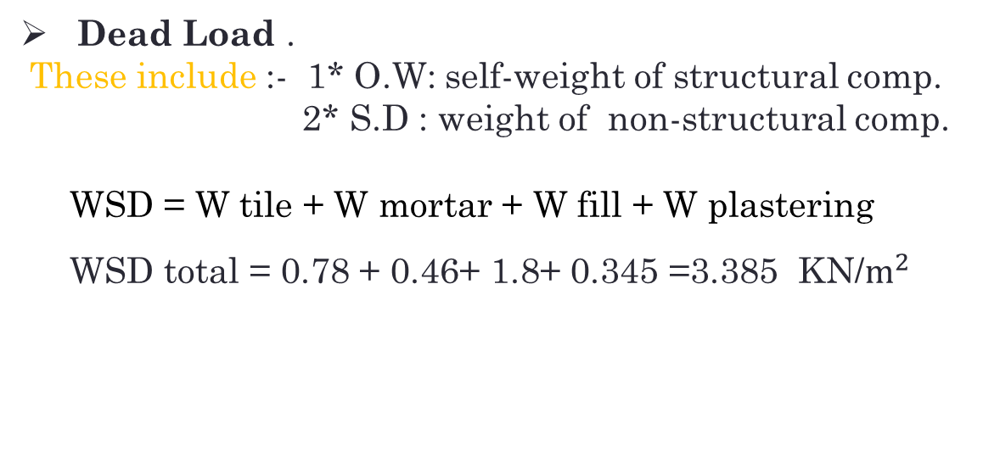 ➢ Dead Load .
These include :- 1* O.W: self-weight of structural comp.
2* S.D : weight of non-structural comp.
WSD = W tile + W mortar + W fill + W plastering
WSD total = 0.78 + 0.46+ 1.8+ 0.345 =3.385 KN/m²